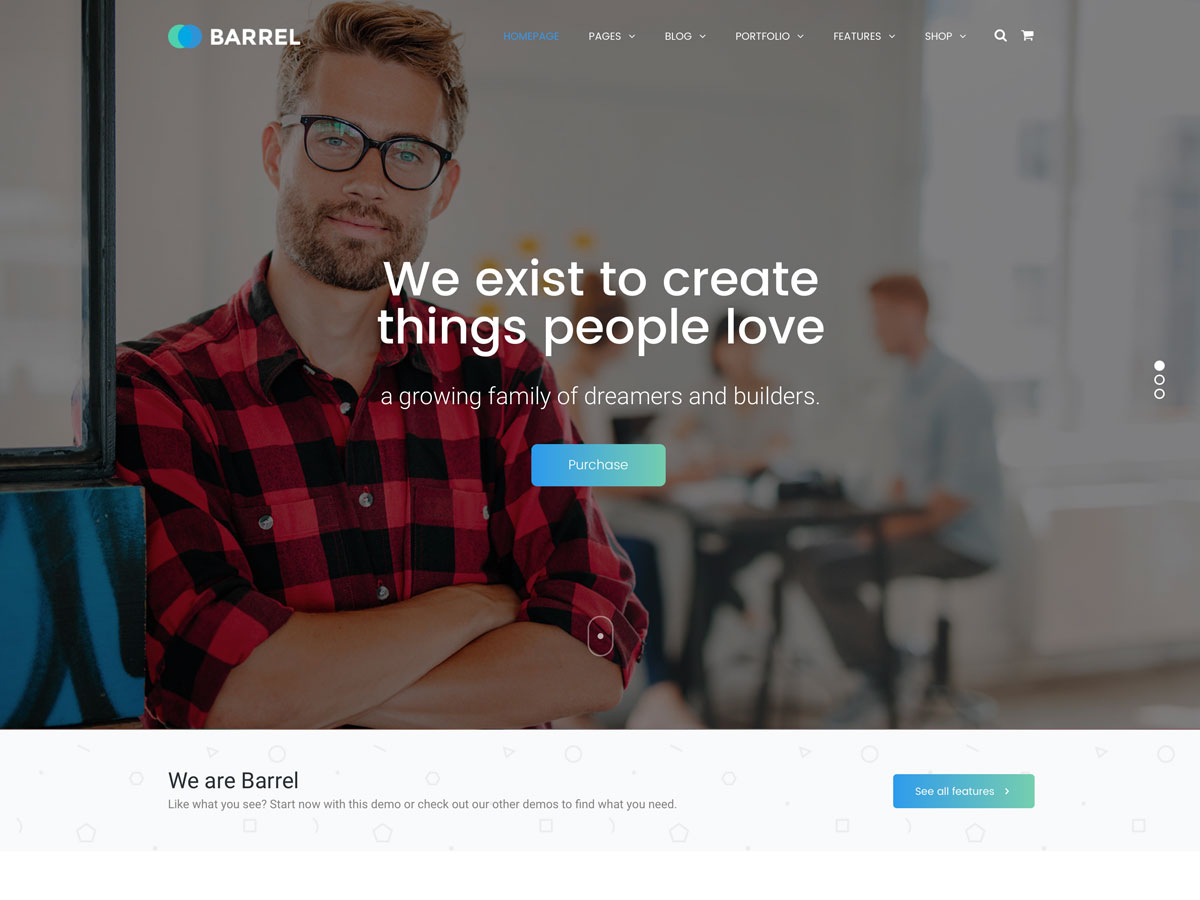 BARREL
HOMEPAGE PAGES BLOG PORTFOLIO FEATURES SHOP
We exist to create
things people love
a growing family of dreamers and builders.
Purchase
We are Barrel
Like what you see? Start now with this demo or check out our other demos to find what you need.
See all features